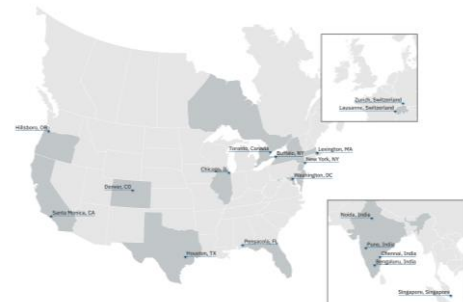 Hillsboro, OR
Santa Monica, CA
Denver, CO
Houston, TX
Chicago, IL
Pensacola, FL
Toronto, Canada
Buffalo, NY
Lexington, MA
New York, NY
Washington, DC
Zurich, Switzerland
Lausanne, Switzerland
Noida, India
Pune, India
Chennai, India
Bengaluru, India
Singapore, Singapore